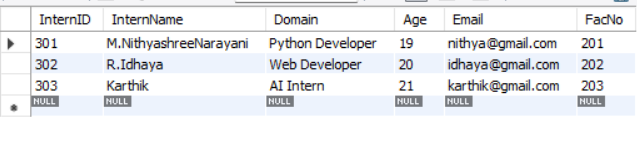 InternID InternName Domain Age Email FacNo
301 M.NithyashreeNarayani Python Developer 19 nithya@gmail.com 201
302 R.Idhaya Web Developer 20 idhaya@gmail.com 202
303 Karthik AI Intern 21 karthik@gmail.com 203
NULL NULL NULL NULL NULL NULL